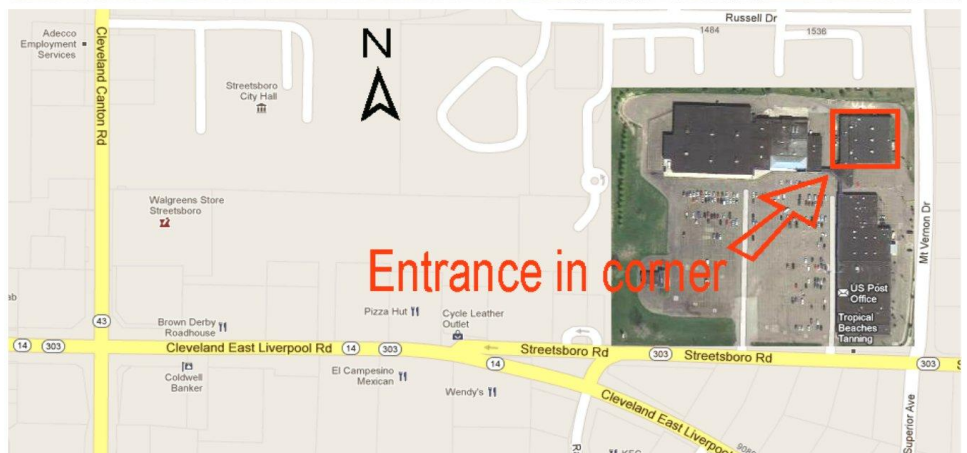 Russell Dr
1484
1536
Adecco
Employment
Services
Cleveland Canton Rd
N
Streetsboro
City Hall
Walgreens Store
Streetsboro
Mt Vernon Dr
Entrance in corner
US Post
Office
Tropical
Beaches
Tanning
ab
43
Pizza Hut
Cycle Leather
Outlet
Brown Derby
Roadhouse
14
303
Cleveland East Liverpool Rd
14
303
Streetsboro Rd
303
Streetsboro Rd
303
S
14
Coldwell
Banker
El Campesino
Mexican
Wendy's
Cleveland East Liverpoo
Superior Ave
KFC